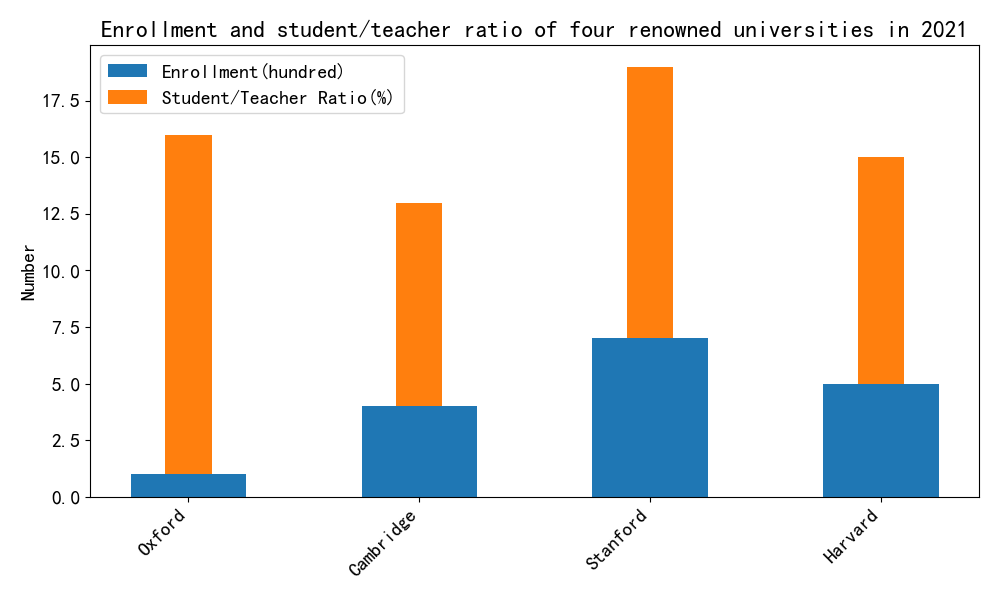 Enrollment and student/teacher ratio of four renowned universities in 2021
Enrollment(hundred)
Student/Teacher Ratio(%)
Number
17.5
15.0
12.5
10.0
7.5
5.0
2.5
0.0
Oxford
Cambridge
Stanford
Harvard